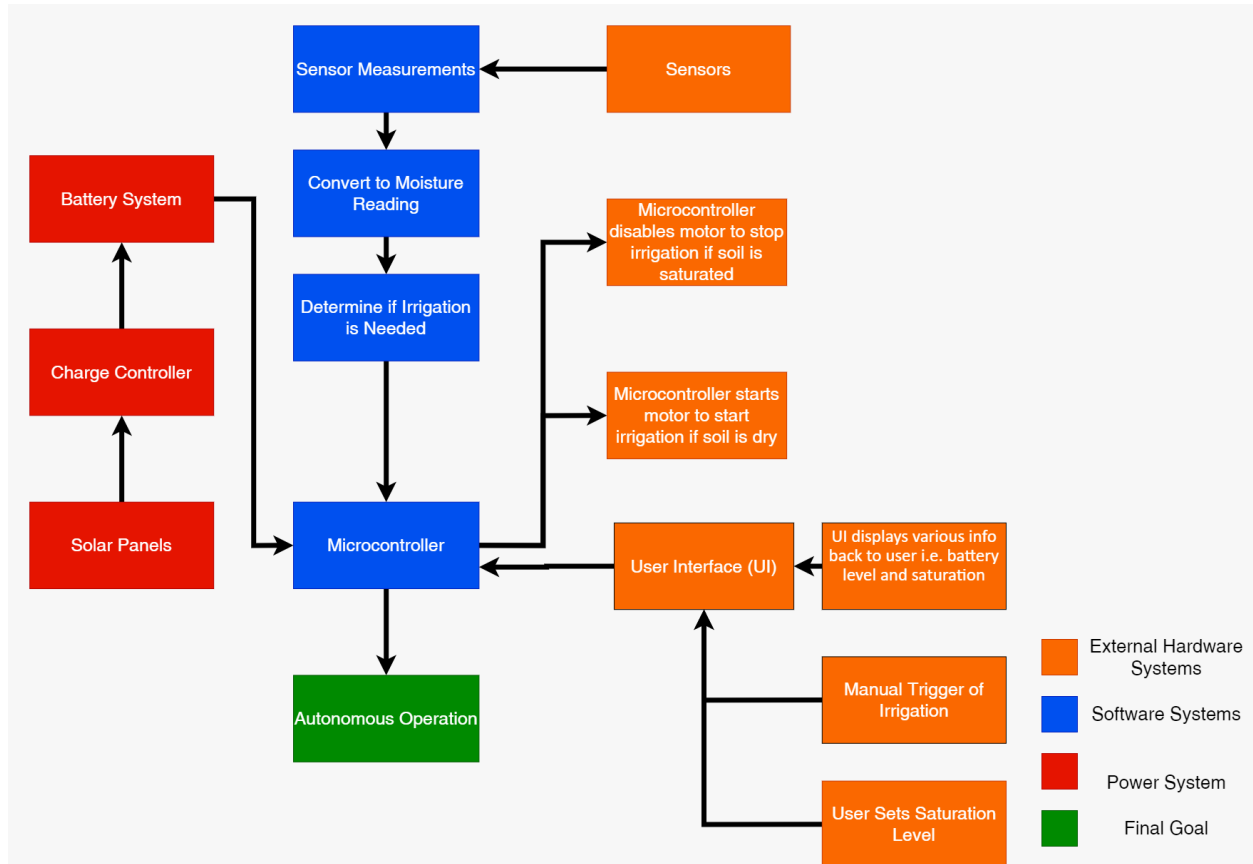 Sensor Measurements
Sensors
Convert to Moisture
Reading
Battery System
Microcontroller
disables motor to stop
irrigation if soil is
saturated
Determine if Irrigation
is Needed
Charge Controller
Microcontroller starts
motor to start
irrigation if soil is dry
Solar Panels
Microcontroller
User Interface (UI)
UI displays various info
back to user i.e. battery
level and saturation
Autonomous Operation
Manual Trigger of
Irrigation
User Sets Saturation
Level
External Hardware
Systems
Software Systems
Power System
Final Goal